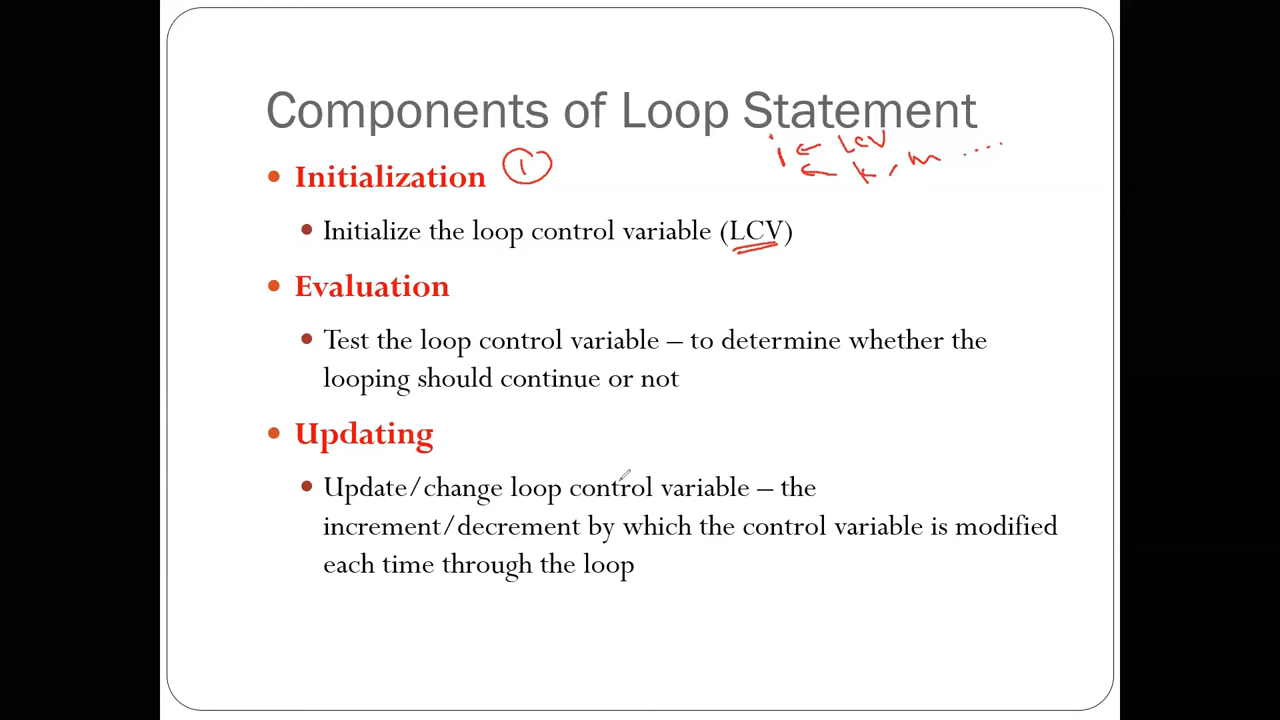 Components of Loop Statement
i ← LCV
← k, m ....
• Initialization ①
• Initialize the loop control variable (LCV)
• Evaluation
• Test the loop control variable – to determine whether the
looping should continue or not
• Updating
• Update/change loop control variable – the
increment/decrement by which the control variable is modified
each time through the loop